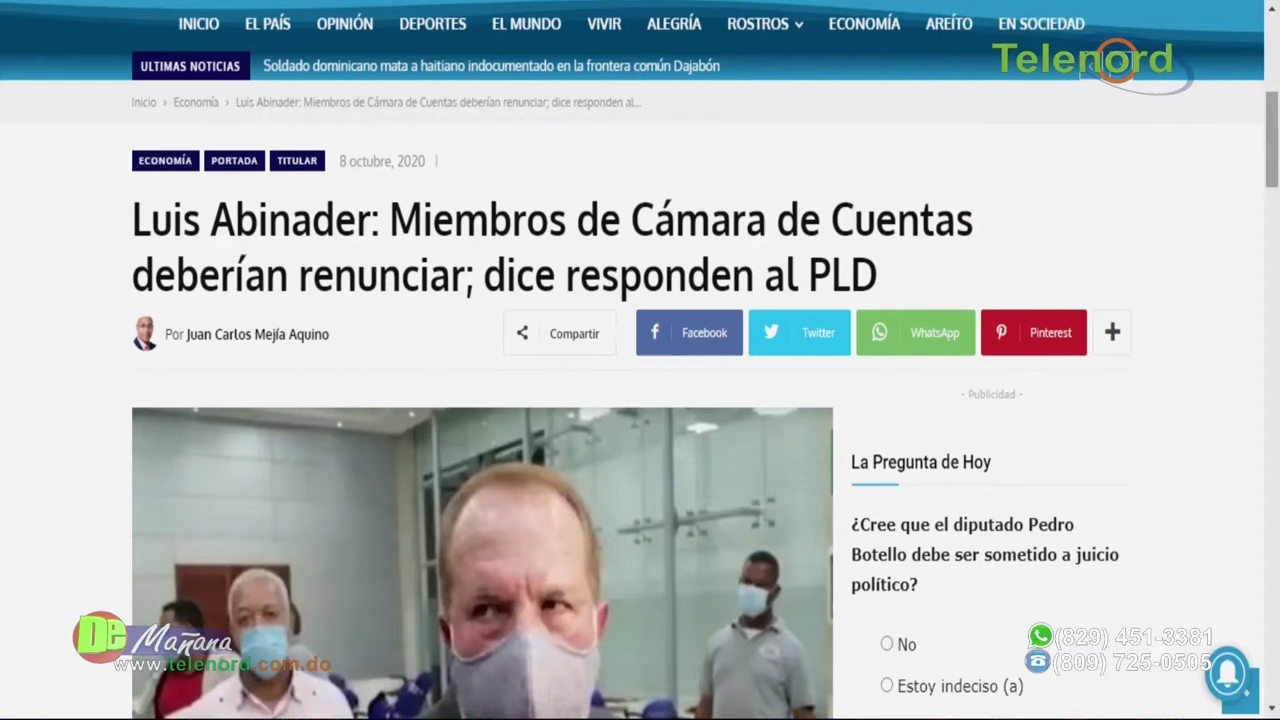 INICIO EL PAÍS OPINIÓN DEPORTES EL MUNDO VIVIR ALEGRÍA ROSTROS ECONOMÍA AREÍTO EN SOCIEDAD
Telenord
ULTIMAS NOTICIAS Soldado dominicano mata a haitiano indocumentado en la frontera común Dajabón
Inicio › Economía › Luis Abinader: Miembros de Cámara de Cuentas deberían renunciar; dice responden al...
ECONOMÍA PORTADA TITULAR 8 octubre, 2020
Luis Abinader: Miembros de Cámara de Cuentas
deberían renunciar; dice responden al PLD
Por Juan Carlos Mejía Aquino
Compartir Facebook Twitter WhatsApp Pinterest
- Publicidad -
La Pregunta de Hoy
¿Cree que el diputado Pedro
Botello debe ser sometido a juicio
político?
No
Estoy indeciso (a)
De Mañana
www.telenord.com.do
(829) 451-3381
(809) 725-0505